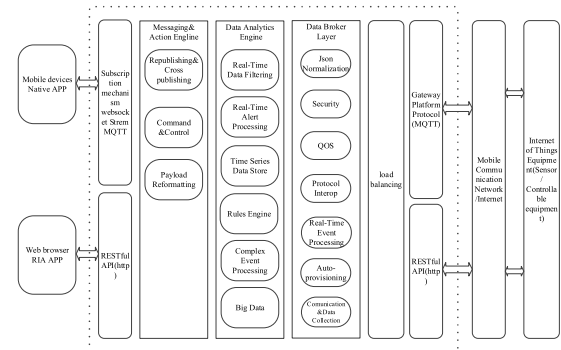 Mobile devices
Native APP
Web browser
RIA APP
Subscrip
tion
mechani
sm
websock
et Strem
MQTT
RESTful
API(http
)
Messaging&
Action Engline
Republishing&
Cross
publishing
Command
&Control
Payload
Reformatting
Data Analytics
Engine
Real-Time
Data Filtering
Real-Time
Alert
Processing
Time Series
Data Store
Rules Engine
Complex
Event
Processing
Big Data
Data Broker
Layer
Json
Normalization
Security
QOS
Protocol
Interop
Real-Time
Event
Processing
Auto-
provisioning
Comunication
&Data
Collection
load
balancing
Gateway
Platform
Protocol
(MQTT)
RESTful
API(http
)
Mobile
Commu
nication
Network
/Internet
Internet
of Things
Equipme
nt(Sensor
/
Controlla
ble
equipmen
t)